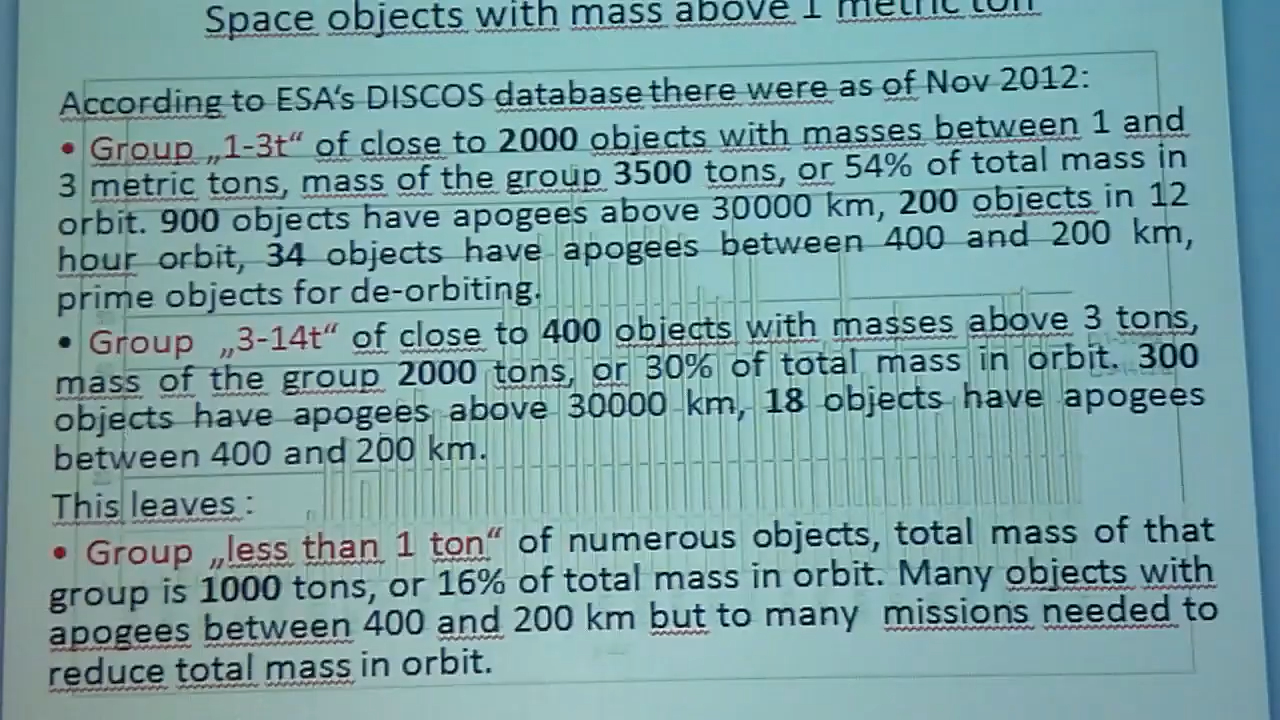 Space objects with mass above 1 metric ton
According to ESA‘s DISCOS database there were as of Nov 2012:
• Group „1-3t“ of close to 2000 objects with masses between 1 and
3 metric tons, mass of the group 3500 tons, or 54% of total mass in
orbit. 900 objects have apogees above 30000 km, 200 objects in 12
hour orbit, 34 objects have apogees between 400 and 200 km,
prime objects for de-orbiting.
• Group „3-14t“ of close to 400 objects with masses above 3 tons,
mass of the group 2000 tons, or 30% of total mass in orbit. 300
objects have apogees above 30000 km, 18 objects have apogees
between 400 and 200 km.
This leaves :
• Group „less than 1 ton“ of numerous objects, total mass of that
group is 1000 tons, or 16% of total mass in orbit. Many objects with
apogees between 400 and 200 km but to many missions needed to
reduce total mass in orbit.